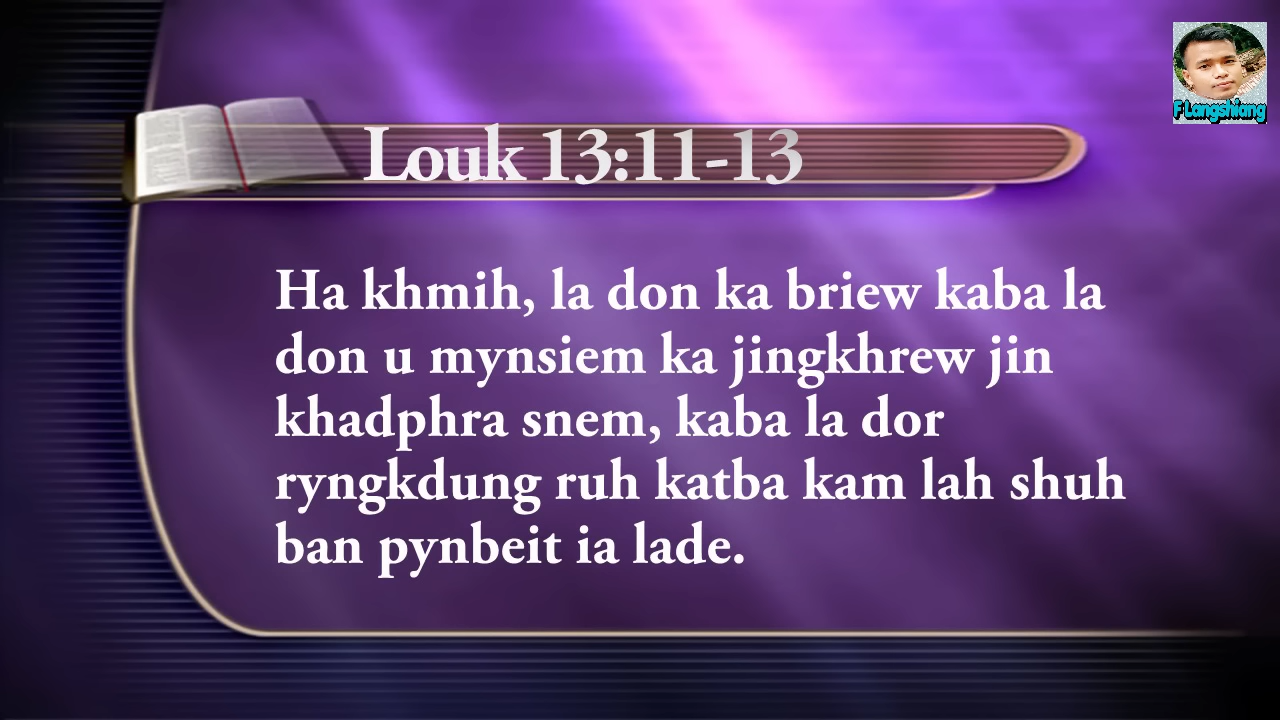 F Langshiang
Louk 13:11-13
Ha khmih, la don ka briew kaba la
don u mynsiem ka jingkhrew jin
khadphra snem, kaba la dor
ryngkdung ruh katba kam lah shuh
ban pynbeit ia lade.